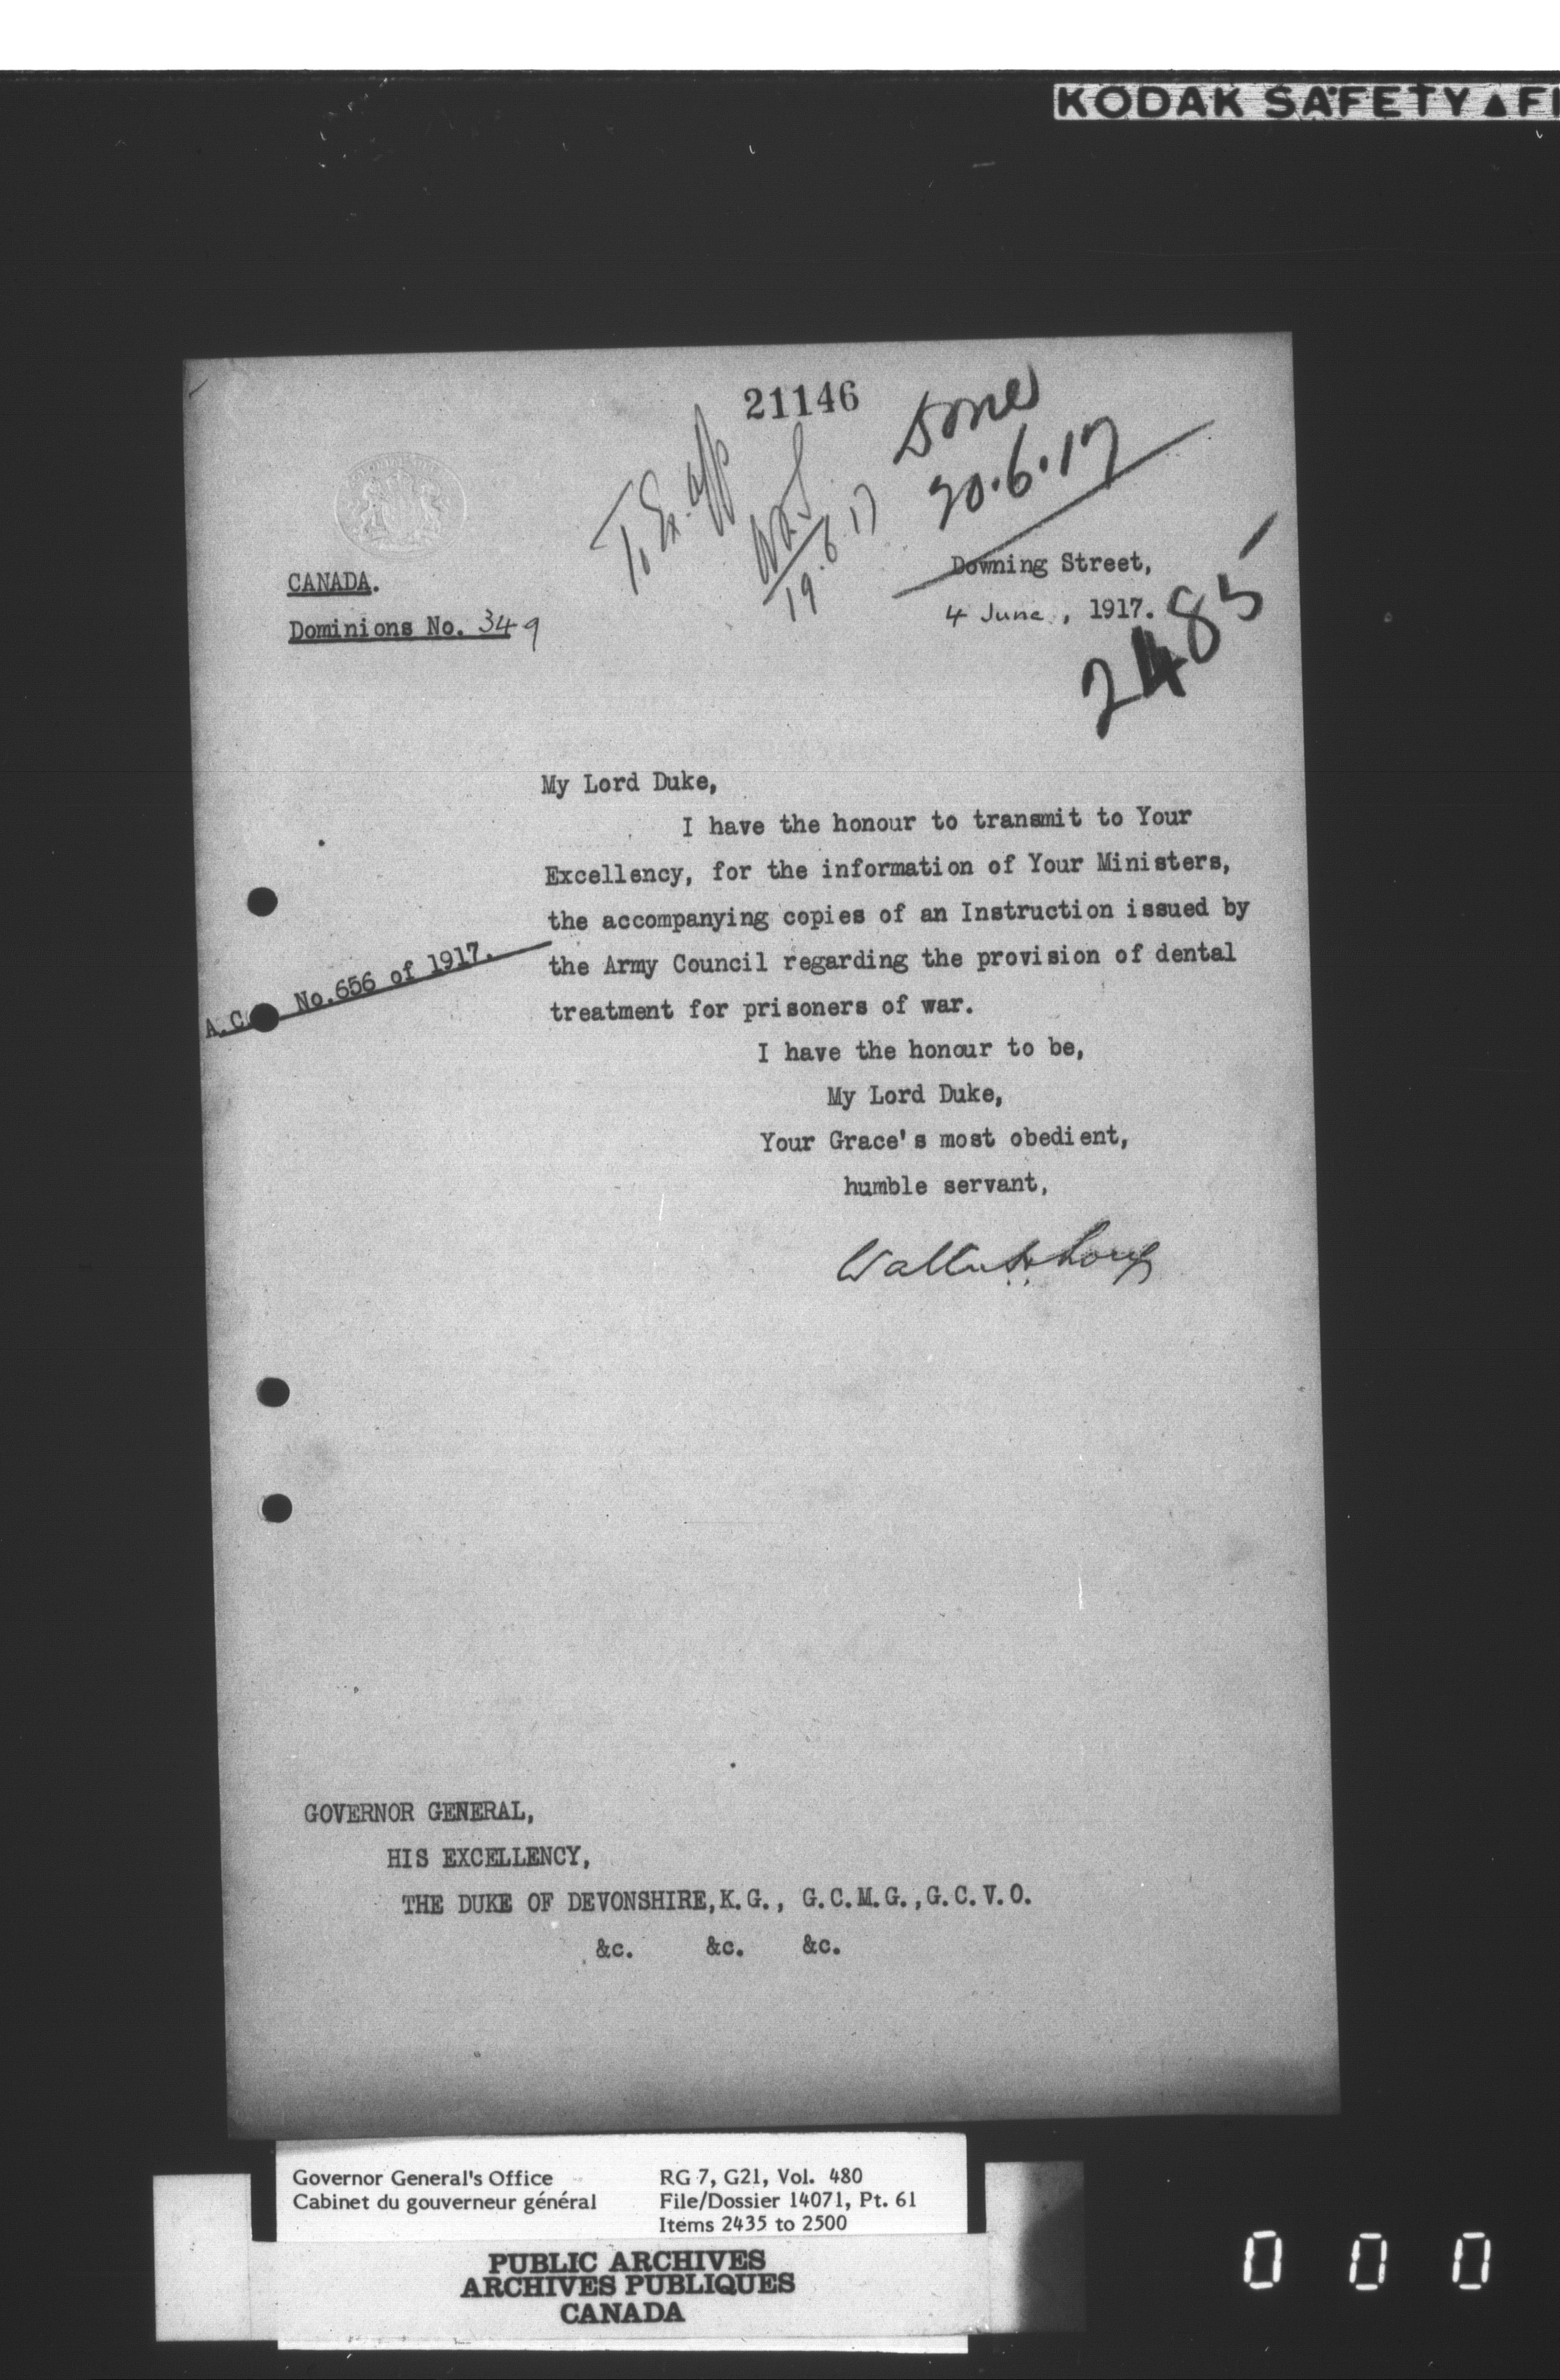 KODAK SAFETY ▲ FI
21146
Done
20.6.17
To Ex. aff
19.6.17
CANADA.
Dominions No. 349
Downing Street,
4 June, 1917.
2485
My Lord Duke,
I have the honour to transmit to Your
Excellency, for the information of Your Ministers,
the accompanying copies of an Instruction issued by
the Army Council regarding the provision of dental
treatment for prisoners of war.
A.C. No.656 of 1917.
I have the honour to be,
My Lord Duke,
Your Grace's most obedient,
humble servant,
Walter H Long
GOVERNOR GENERAL,
HIS EXCELLENCY,
THE DUKE OF DEVONSHIRE,K.G., G.C.M.G.,G.C.V.O.
&c. &c. &c.
Governor General's Office
Cabinet du gouverneur général
RG 7, G21, Vol. 480
File/Dossier 14071, Pt. 61
Items 2435 to 2500
PUBLIC ARCHIVES
ARCHIVES PUBLIQUES
CANADA
0 0 0